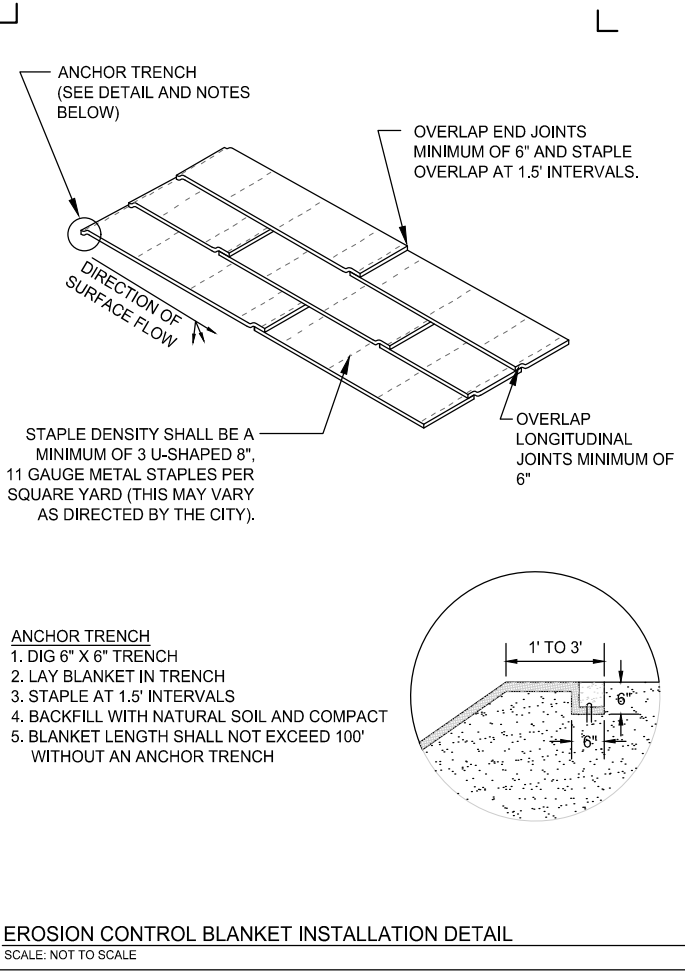 ANCHOR TRENCH
(SEE DETAIL AND NOTES
BELOW)
OVERLAP END JOINTS
MINIMUM OF 6" AND STAPLE
OVERLAP AT 1.5' INTERVALS.
DIRECTION OF
SURFACE FLOW
STAPLE DENSITY SHALL BE A
MINIMUM OF 3 U-SHAPED 8",
11 GAUGE METAL STAPLES PER
SQUARE YARD (THIS MAY VARY
AS DIRECTED BY THE CITY).
OVERLAP
LONGITUDINAL
JOINTS MINIMUM OF
6"
ANCHOR TRENCH
1. DIG 6" X 6" TRENCH
2. LAY BLANKET IN TRENCH
3. STAPLE AT 1.5' INTERVALS
4. BACKFILL WITH NATURAL SOIL AND COMPACT
5. BLANKET LENGTH SHALL NOT EXCEED 100'
WITHOUT AN ANCHOR TRENCH
1' TO 3'
6"
6"
EROSION CONTROL BLANKET INSTALLATION DETAIL
SCALE: NOT TO SCALE